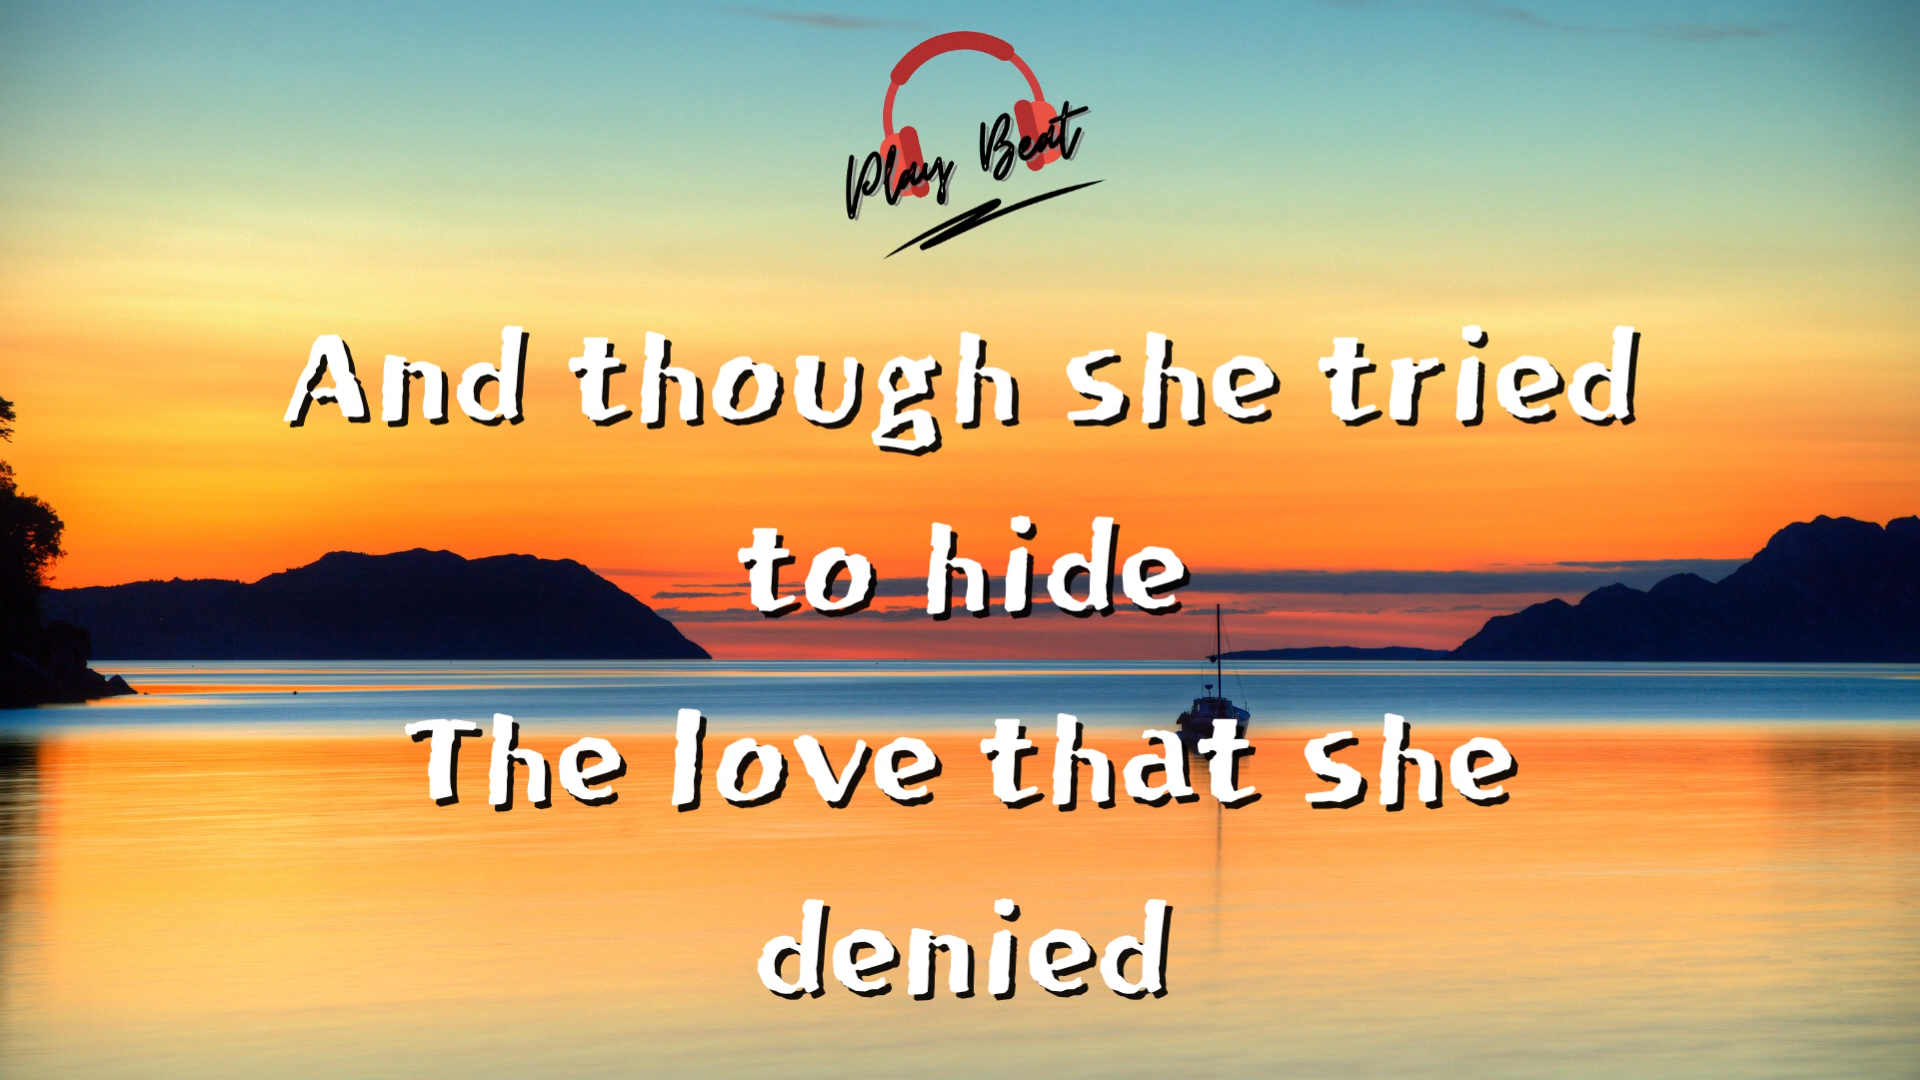 Play Beat
And though she tried
to hide
The love that she
denied